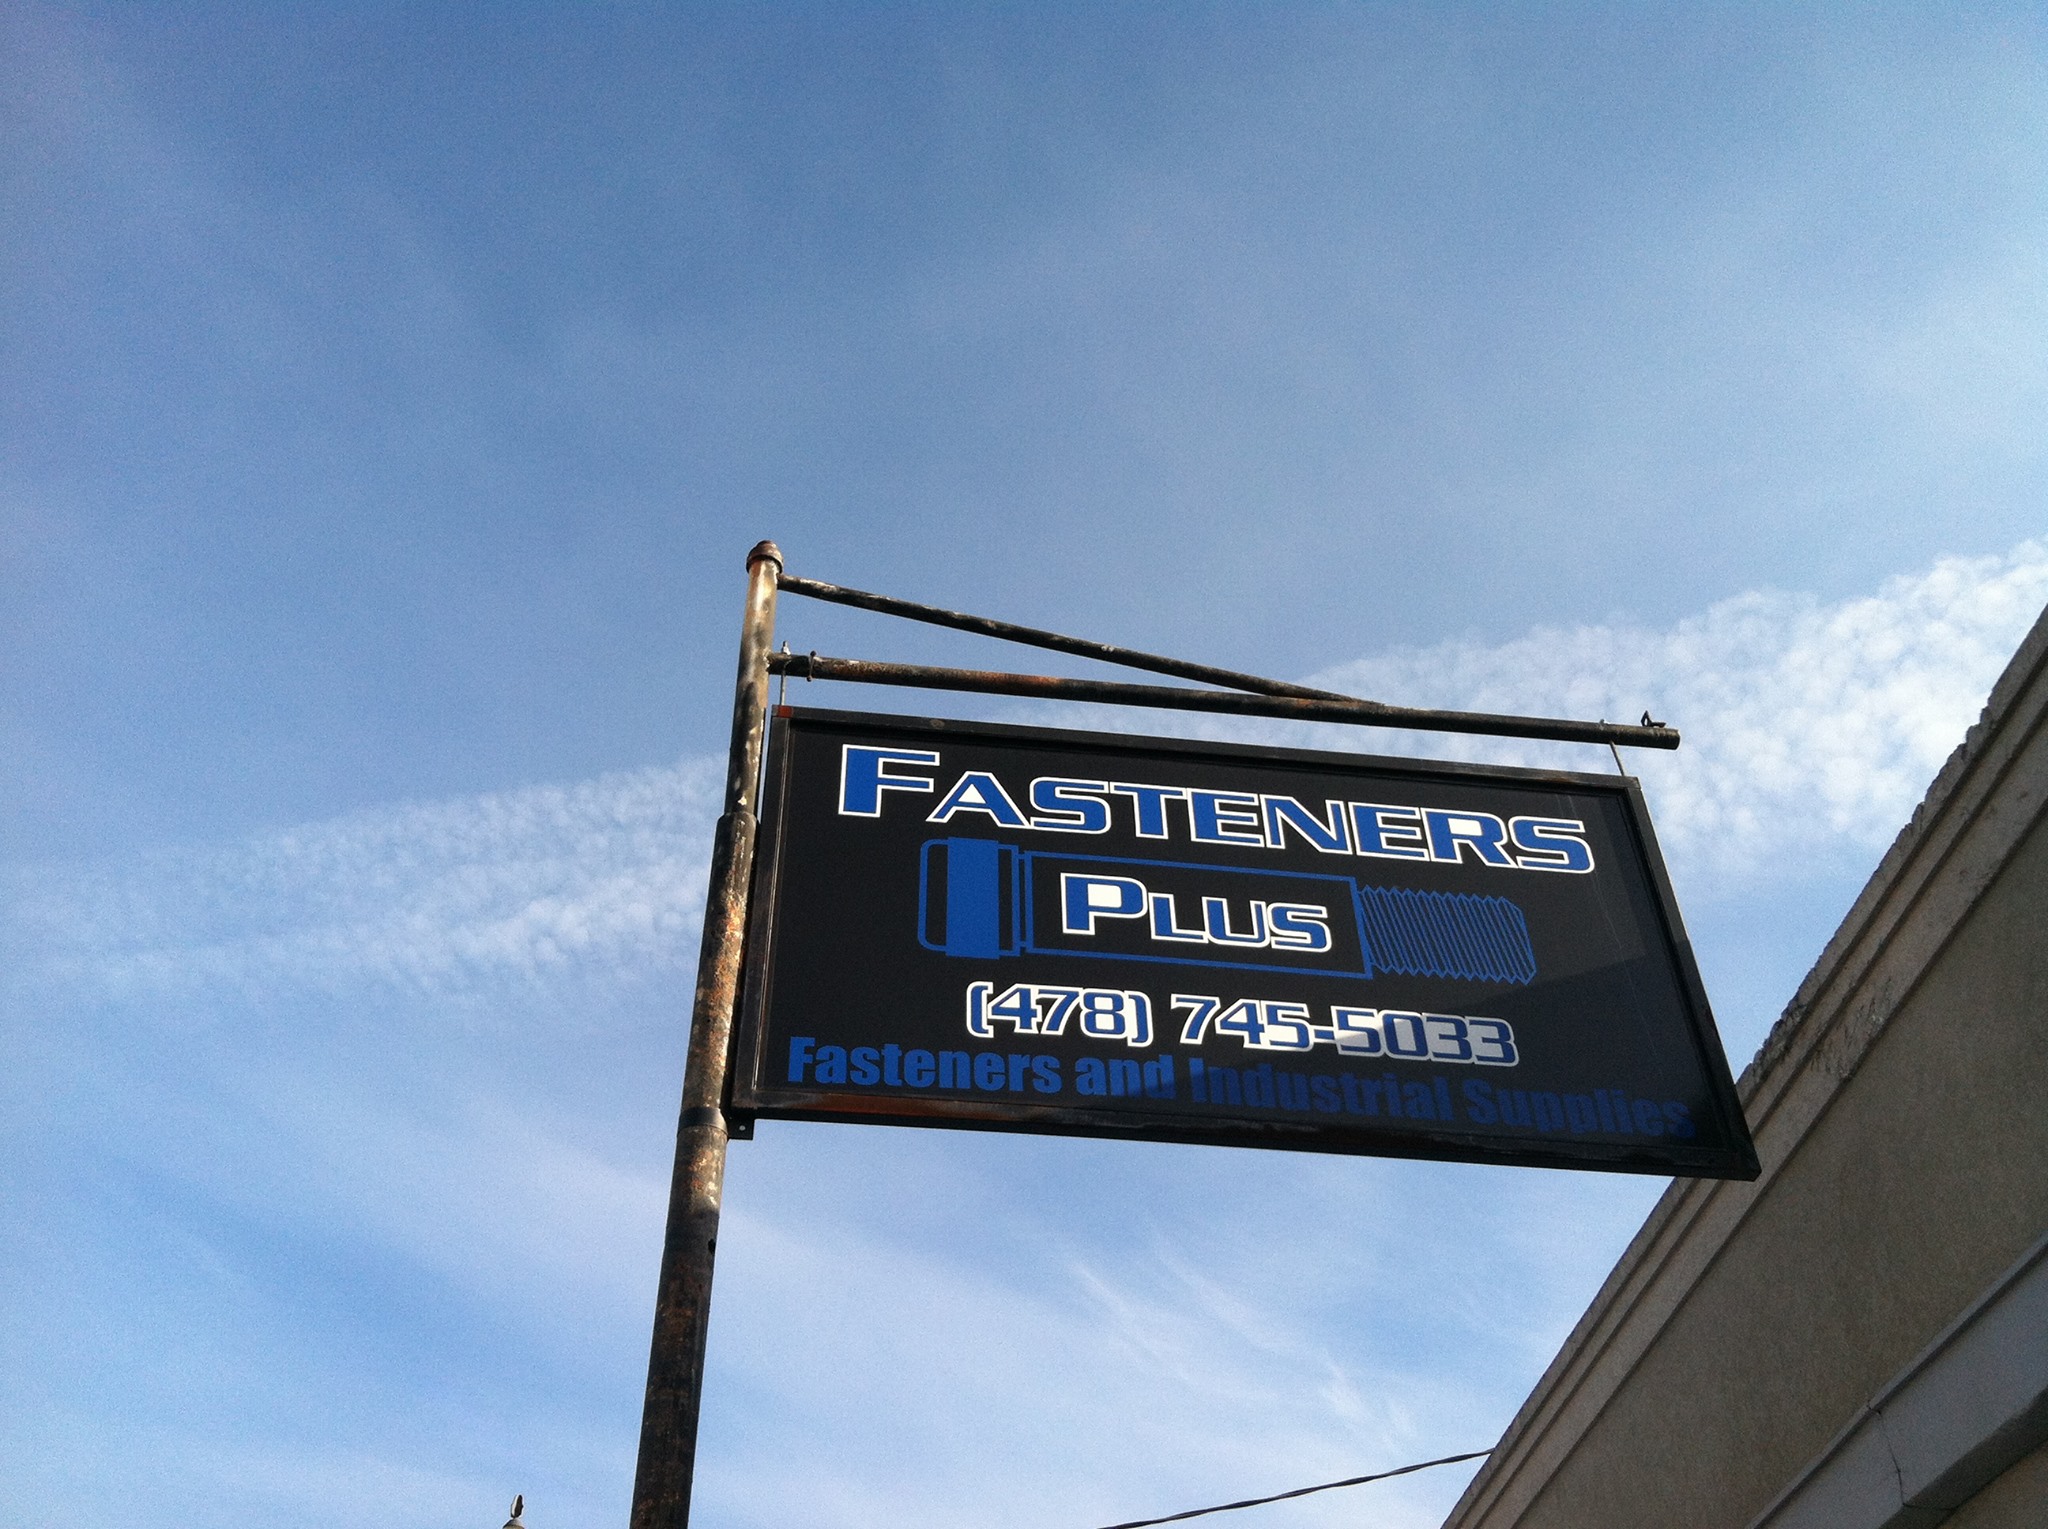 FASTENERS
PLUS
(478) 745-5033
Fasteners and Industrial Supplies